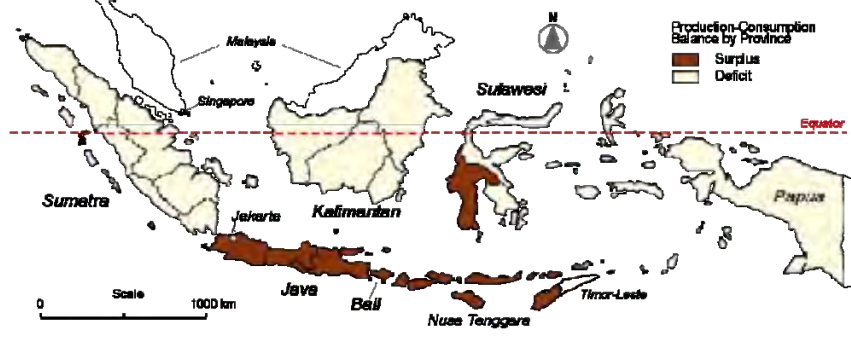 N
Production-Consumption
Balance by Province
Surplus
Deficit
Malaysia
Singapore
Sulawesi
Equator
Sumatra
Kalimantan
Papua
Jakarta
Java
Bali
Nusa Tenggara
Timor-Leste
Scale
0
1000 km